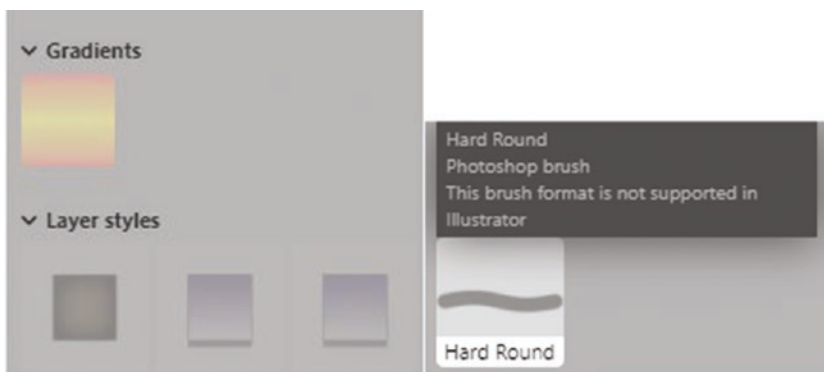 Gradients
Layer styles
Hard Round
Photoshop brush
This brush format is not supported in
Illustrator
Hard Round